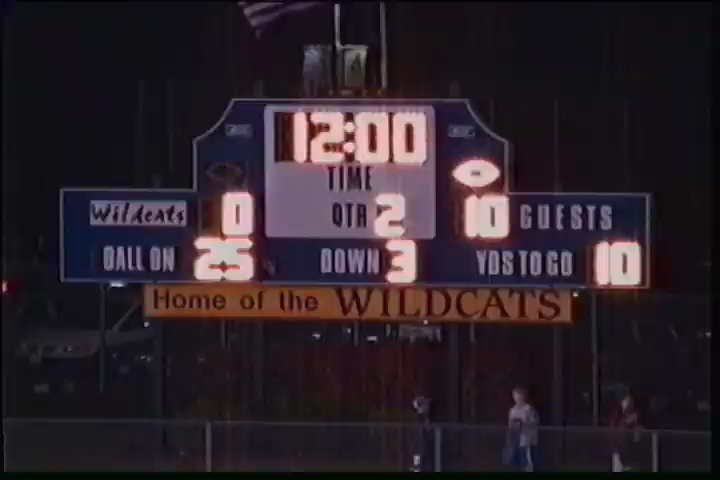 12:00
TIME
Wildcats 0 QTR 2 10 GUESTS
BALL ON 25 DOWN 3 YDS TO GO 10
Home of the WILDCATS